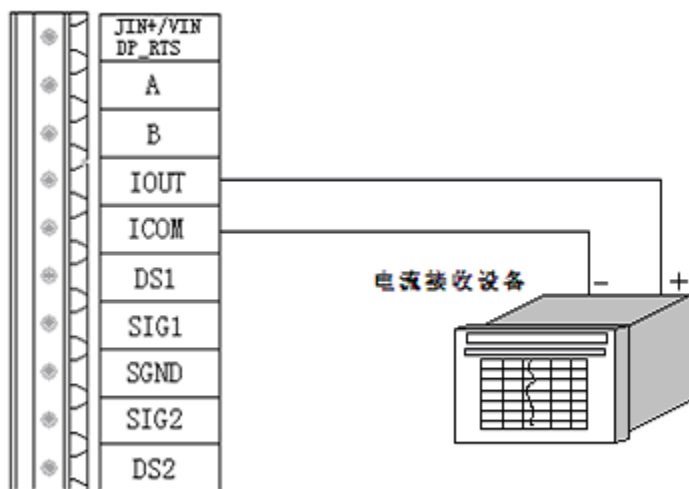 JIN+/VIN
DP_RTS
A
B
IOUT
ICOM
DS1
SIG1
SGND
SIG2
DS2
电流接收设备
- +